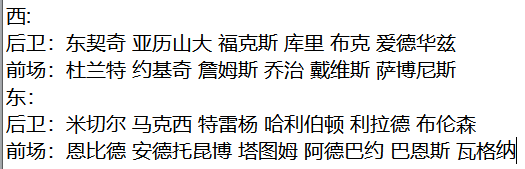 西:
后卫：东契奇 亚历山大 福克斯 库里 布克 爱德华兹
前场：杜兰特 约基奇 詹姆斯 乔治 戴维斯 萨博尼斯
东：
后卫：米切尔 马克西 特雷杨 哈利伯顿 利拉德 布伦森
前场：恩比德 安德托昆博 塔图姆 阿德巴约 巴恩斯 瓦格纳